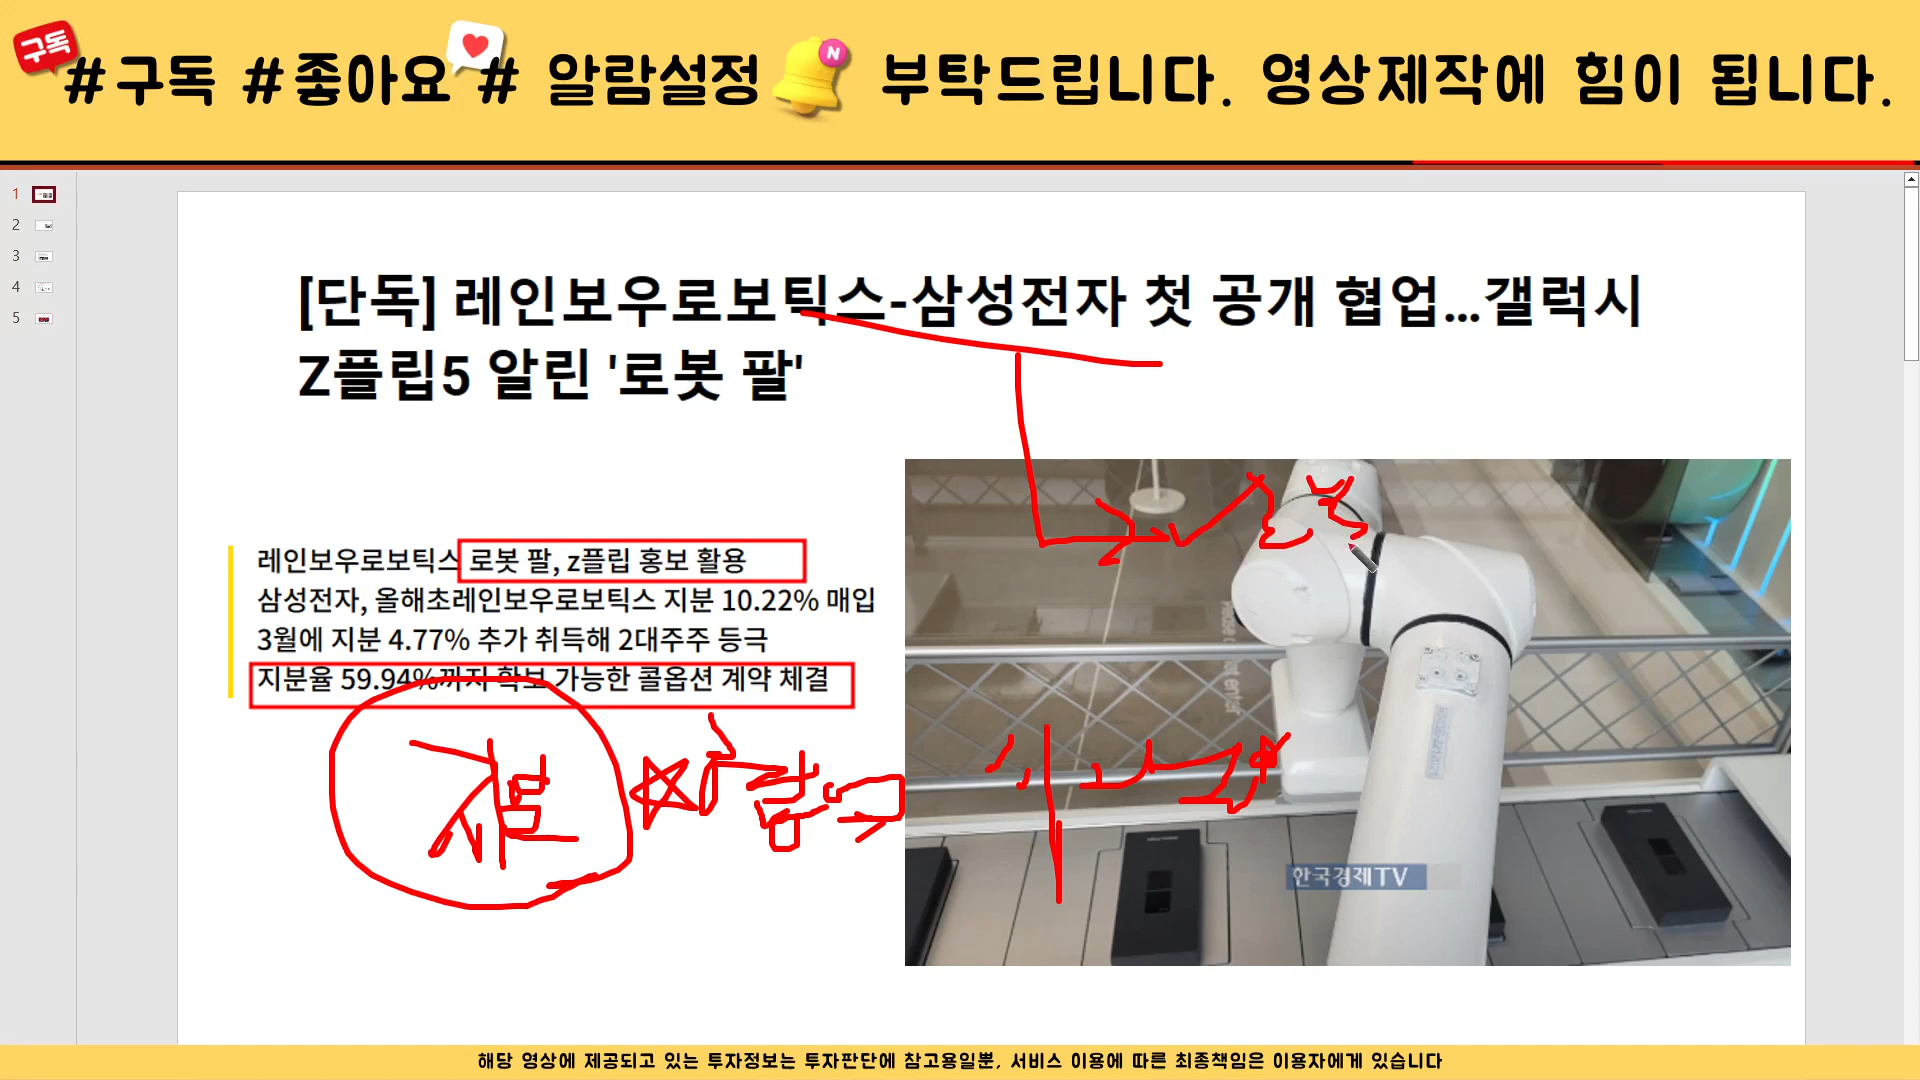 구독
#구독 #좋아요 # 알람설정 N 부탁드립니다. 영상제작에 힘이 됩니다.
1
2
3
4
5
[단독] 레인보우로보틱스-삼성전자 첫 공개 협업...갤럭시
Z플립5 알린 '로봇 팔'
레인보우로보틱스 로봇 팔, z플립 홍보 활용
삼성전자, 올해초레인보우로보틱스 지분 10.22% 매입
3월에 지분 4.77% 추가 취득해 2대주주 등극
지분율 59.94%까지 확보 가능한 콜옵션 계약 체결
한국경제TV
해당 영상에 제공되고 있는 투자정보는 투자판단에 참고용일뿐, 서비스 이용에 따른 최종책임은 이용자에게 있습니다